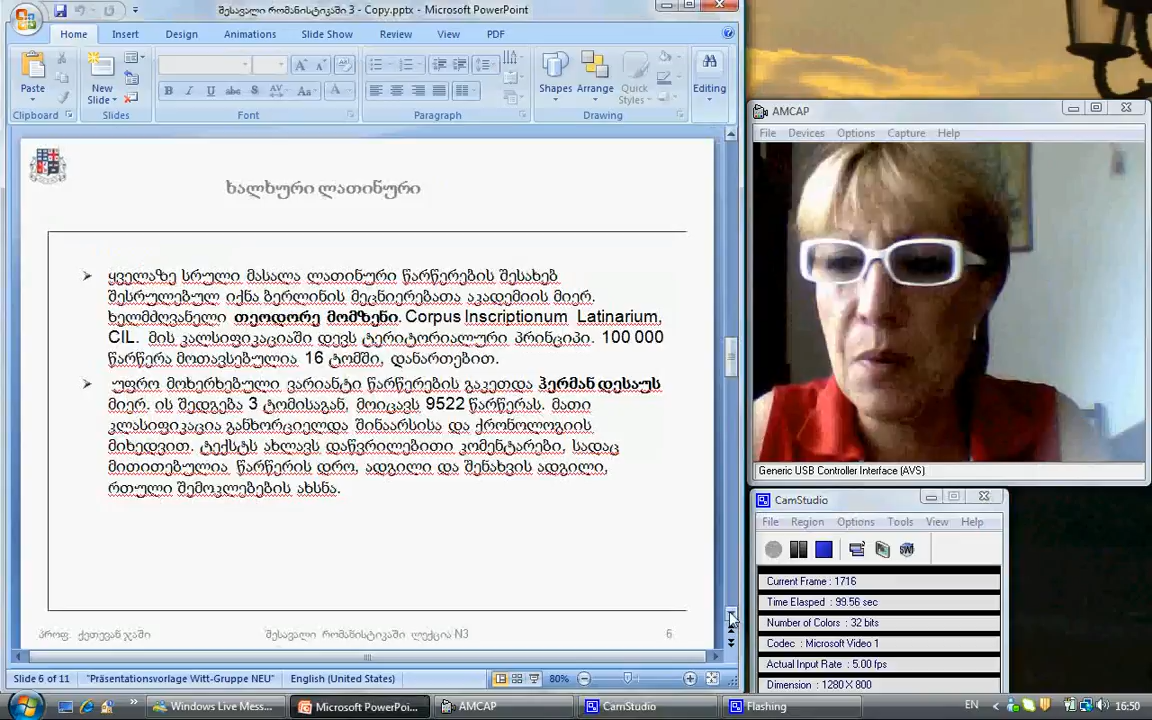 შესავალი რომანისტიკაში 3 - Copy.pptx - Microsoft PowerPoint
Home Insert Design Animations Slide Show Review View PDF
Paste
New Slide
Shapes Arrange Quick Styles Editing
Clipboard Slides Font Paragraph Drawing
ხალხური ლათინური
ყველაზე სრული მასალა ლათინური წარწერების შესახებ
შესრულებულ იქნა ბერლინის მეცნიერებათა აკადემიის მიერ.
ხელმძღვანელი თეოდორე მომზენი. Corpus Inscriptionum Latinarium,
CIL. მის კალსიფიკაციაში დევს ტერიტორიალური პრინციპი. 100 000
წარწერა მოთავსებულია 16 ტომში, დანართებით.
უფრო მოხერხებული ვარიანტი წარწერების გაკეთდა ჰერმან დესაუს
მიერ. ის შედგება 3 ტომისაგან, მოიცავს 9522 წარწერას. მათი
კლასიფიკაცია განხორციელდა შინაარსისა და ქრონოლოგიის
მიხედვით. ტექსტს ახლავს დაწვრილებითი კომენტარები, სადაც
მითითებულია წარწერის დრო, ადგილი და შენახვის ადგილი,
რთული შემოკლებების ახსნა.
პროფ. ქეთევან ჯაში
შესავალი რომანისტიკაში ლექცია N3
6
Slide 6 of 11 "Präsentationsvorlage Witt-Gruppe NEU" English (United States) 80%
AMCAP
File Devices Options Capture Help
Generic USB Controller Interface (AVS)
CamStudio
File Region Options Tools View Help
Current Frame : 1716
Time Elasped : 99.56 sec
Number of Colors : 32 bits
Codec : Microsoft Video 1
Actual Input Rate : 5.00 fps
Dimension : 1280 X 800
Windows Live Mess... Microsoft PowerPoi... AMCAP CamStudio Flashing EN 16:50